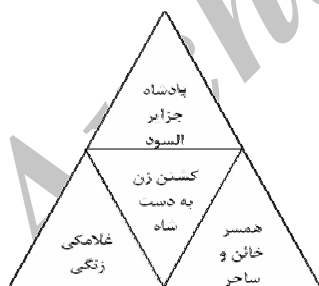 پادشاه
جزایر
السود
کشتن زن
به دست
شاه
غلامکی
زنگی
همسر
خائن و
ساحر